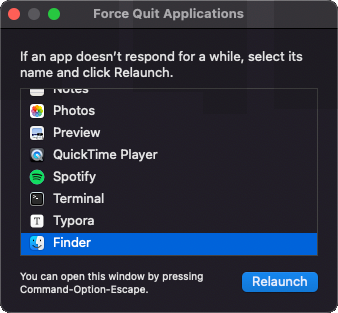 Force Quit Applications
If an app doesn’t respond for a while, select its
name and click Relaunch.
Notes
Photos
Preview
QuickTime Player
Spotify
Terminal
Typora
Finder
You can open this window by pressing
Command-Option-Escape.
Relaunch